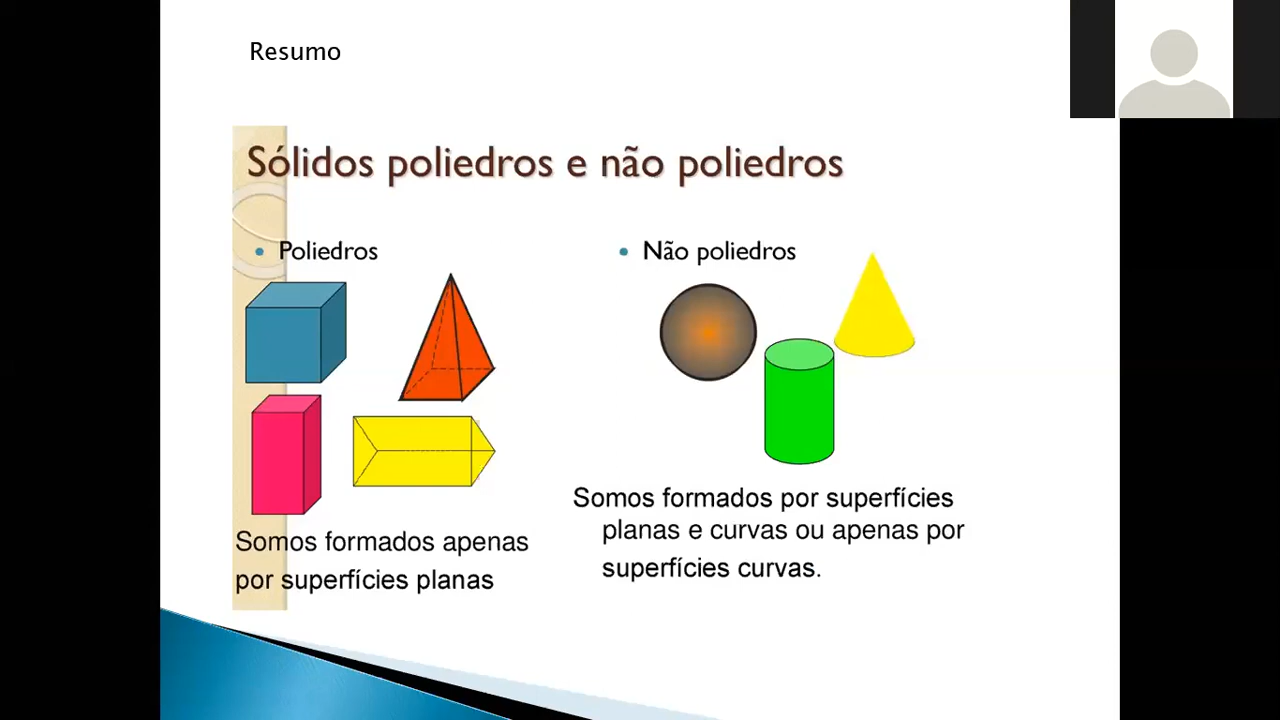 Resumo
Sólidos poliedros e não poliedros
Poliedros
Somos formados apenas
por superfícies planas
Não poliedros
Somos formados por superfícies
planas e curvas ou apenas por
superfícies curvas.